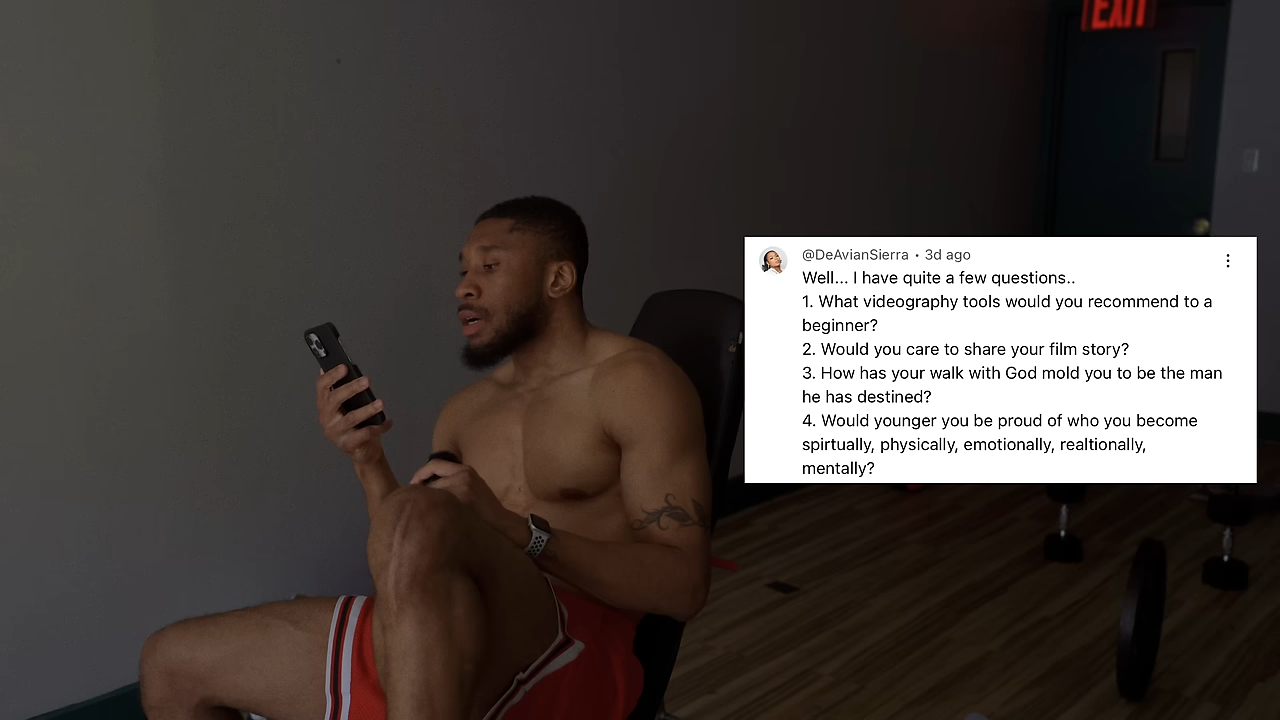 EXIT
@DeAvianSierra • 3d ago
Well... I have quite a few questions..
1. What videography tools would you recommend to a
beginner?
2. Would you care to share your film story?
3. How has your walk with God mold you to be the man
he has destined?
4. Would younger you be proud of who you become
spirtually, physically, emotionally, realtionally,
mentally?